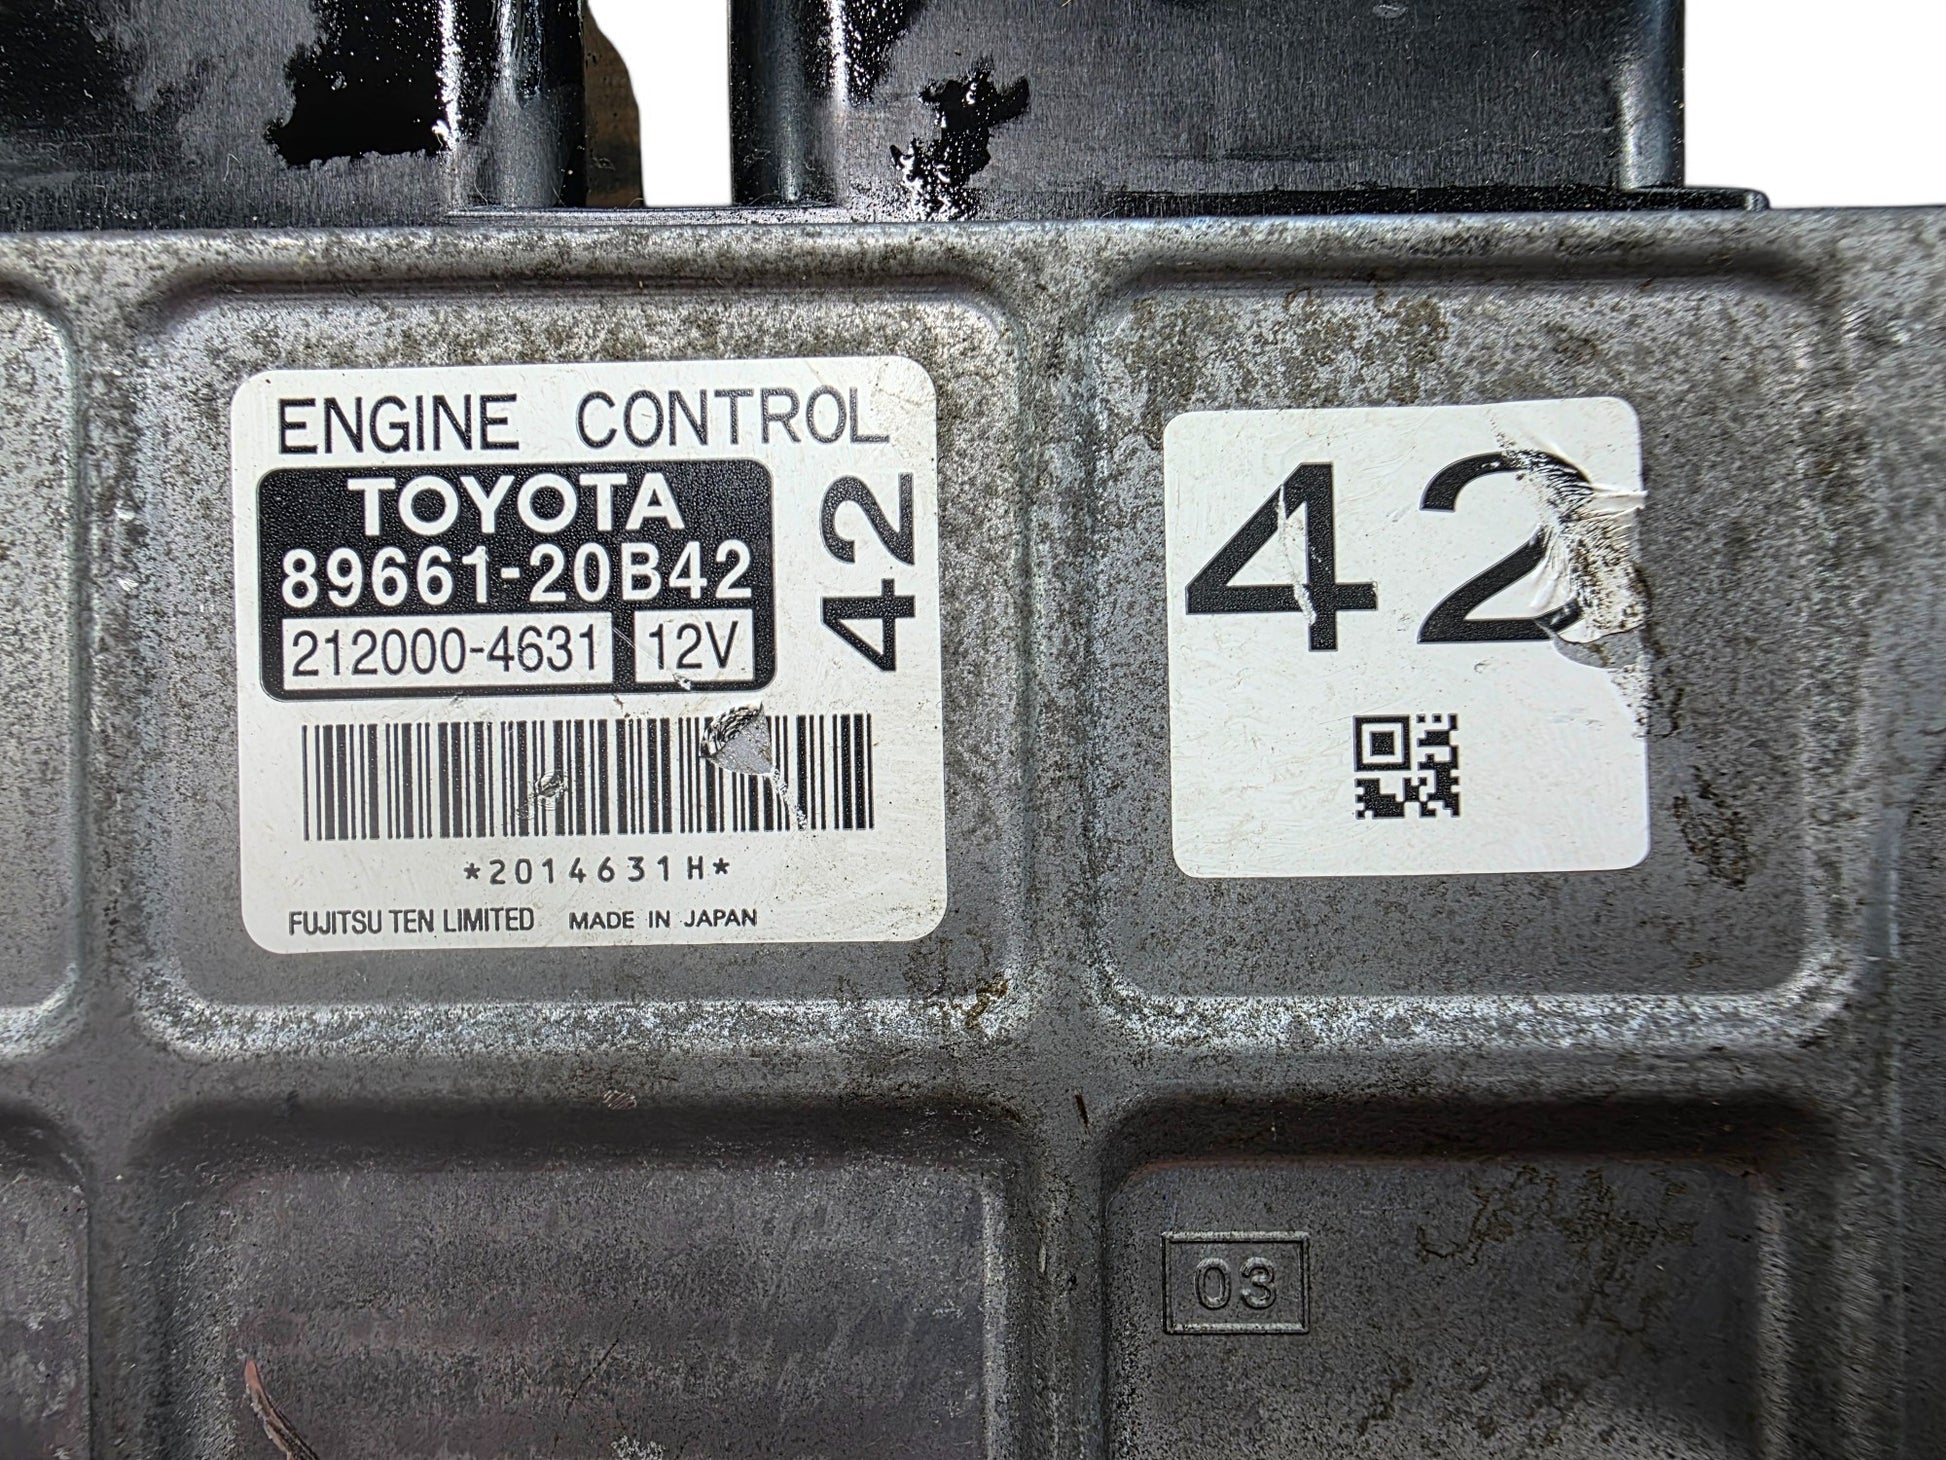 ENGINE CONTROL
TOYOTA
89661-20B42
212000-4631 12V
42
*2014631H*
FUJITSU TEN LIMITED MADE IN JAPAN
42
03